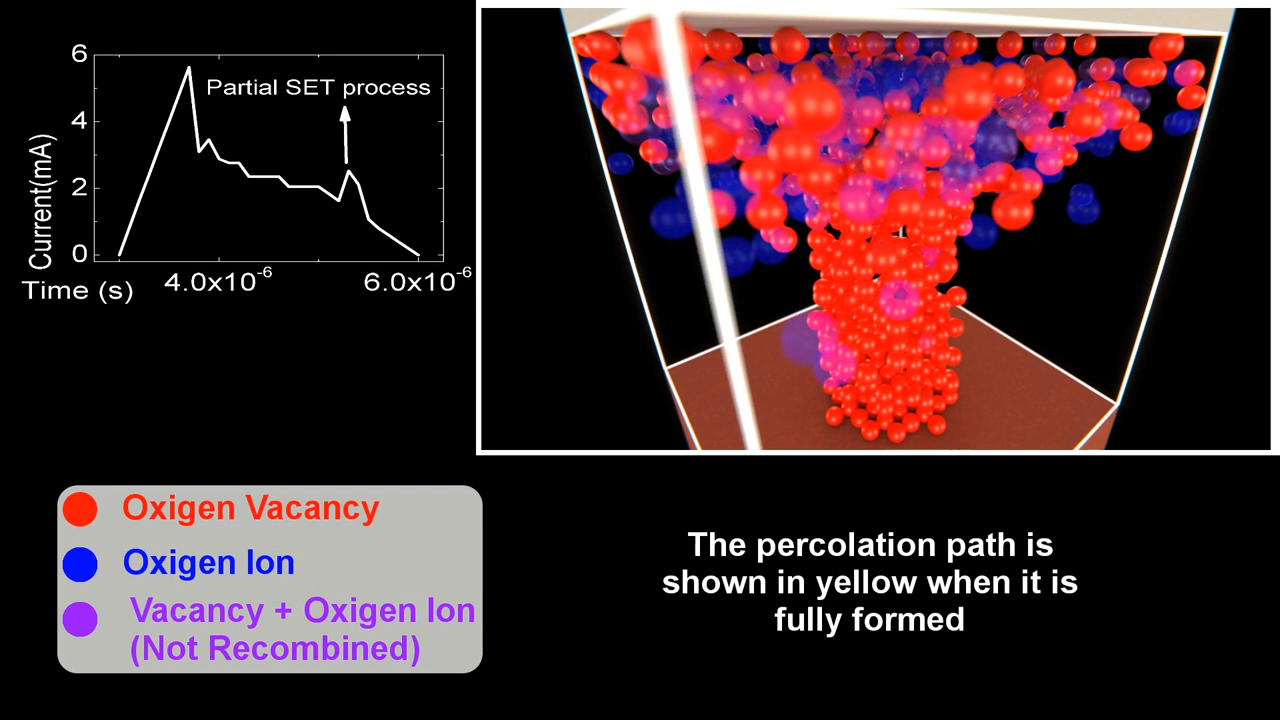 6
Partial SET process
4
2
0
Current(mA)
4.0x10⁻⁶
6.0x10⁻⁶
Time (s)
Oxigen Vacancy
Oxigen Ion
Vacancy + Oxigen Ion
(Not Recombined)
The percolation path is
shown in yellow when it is
fully formed